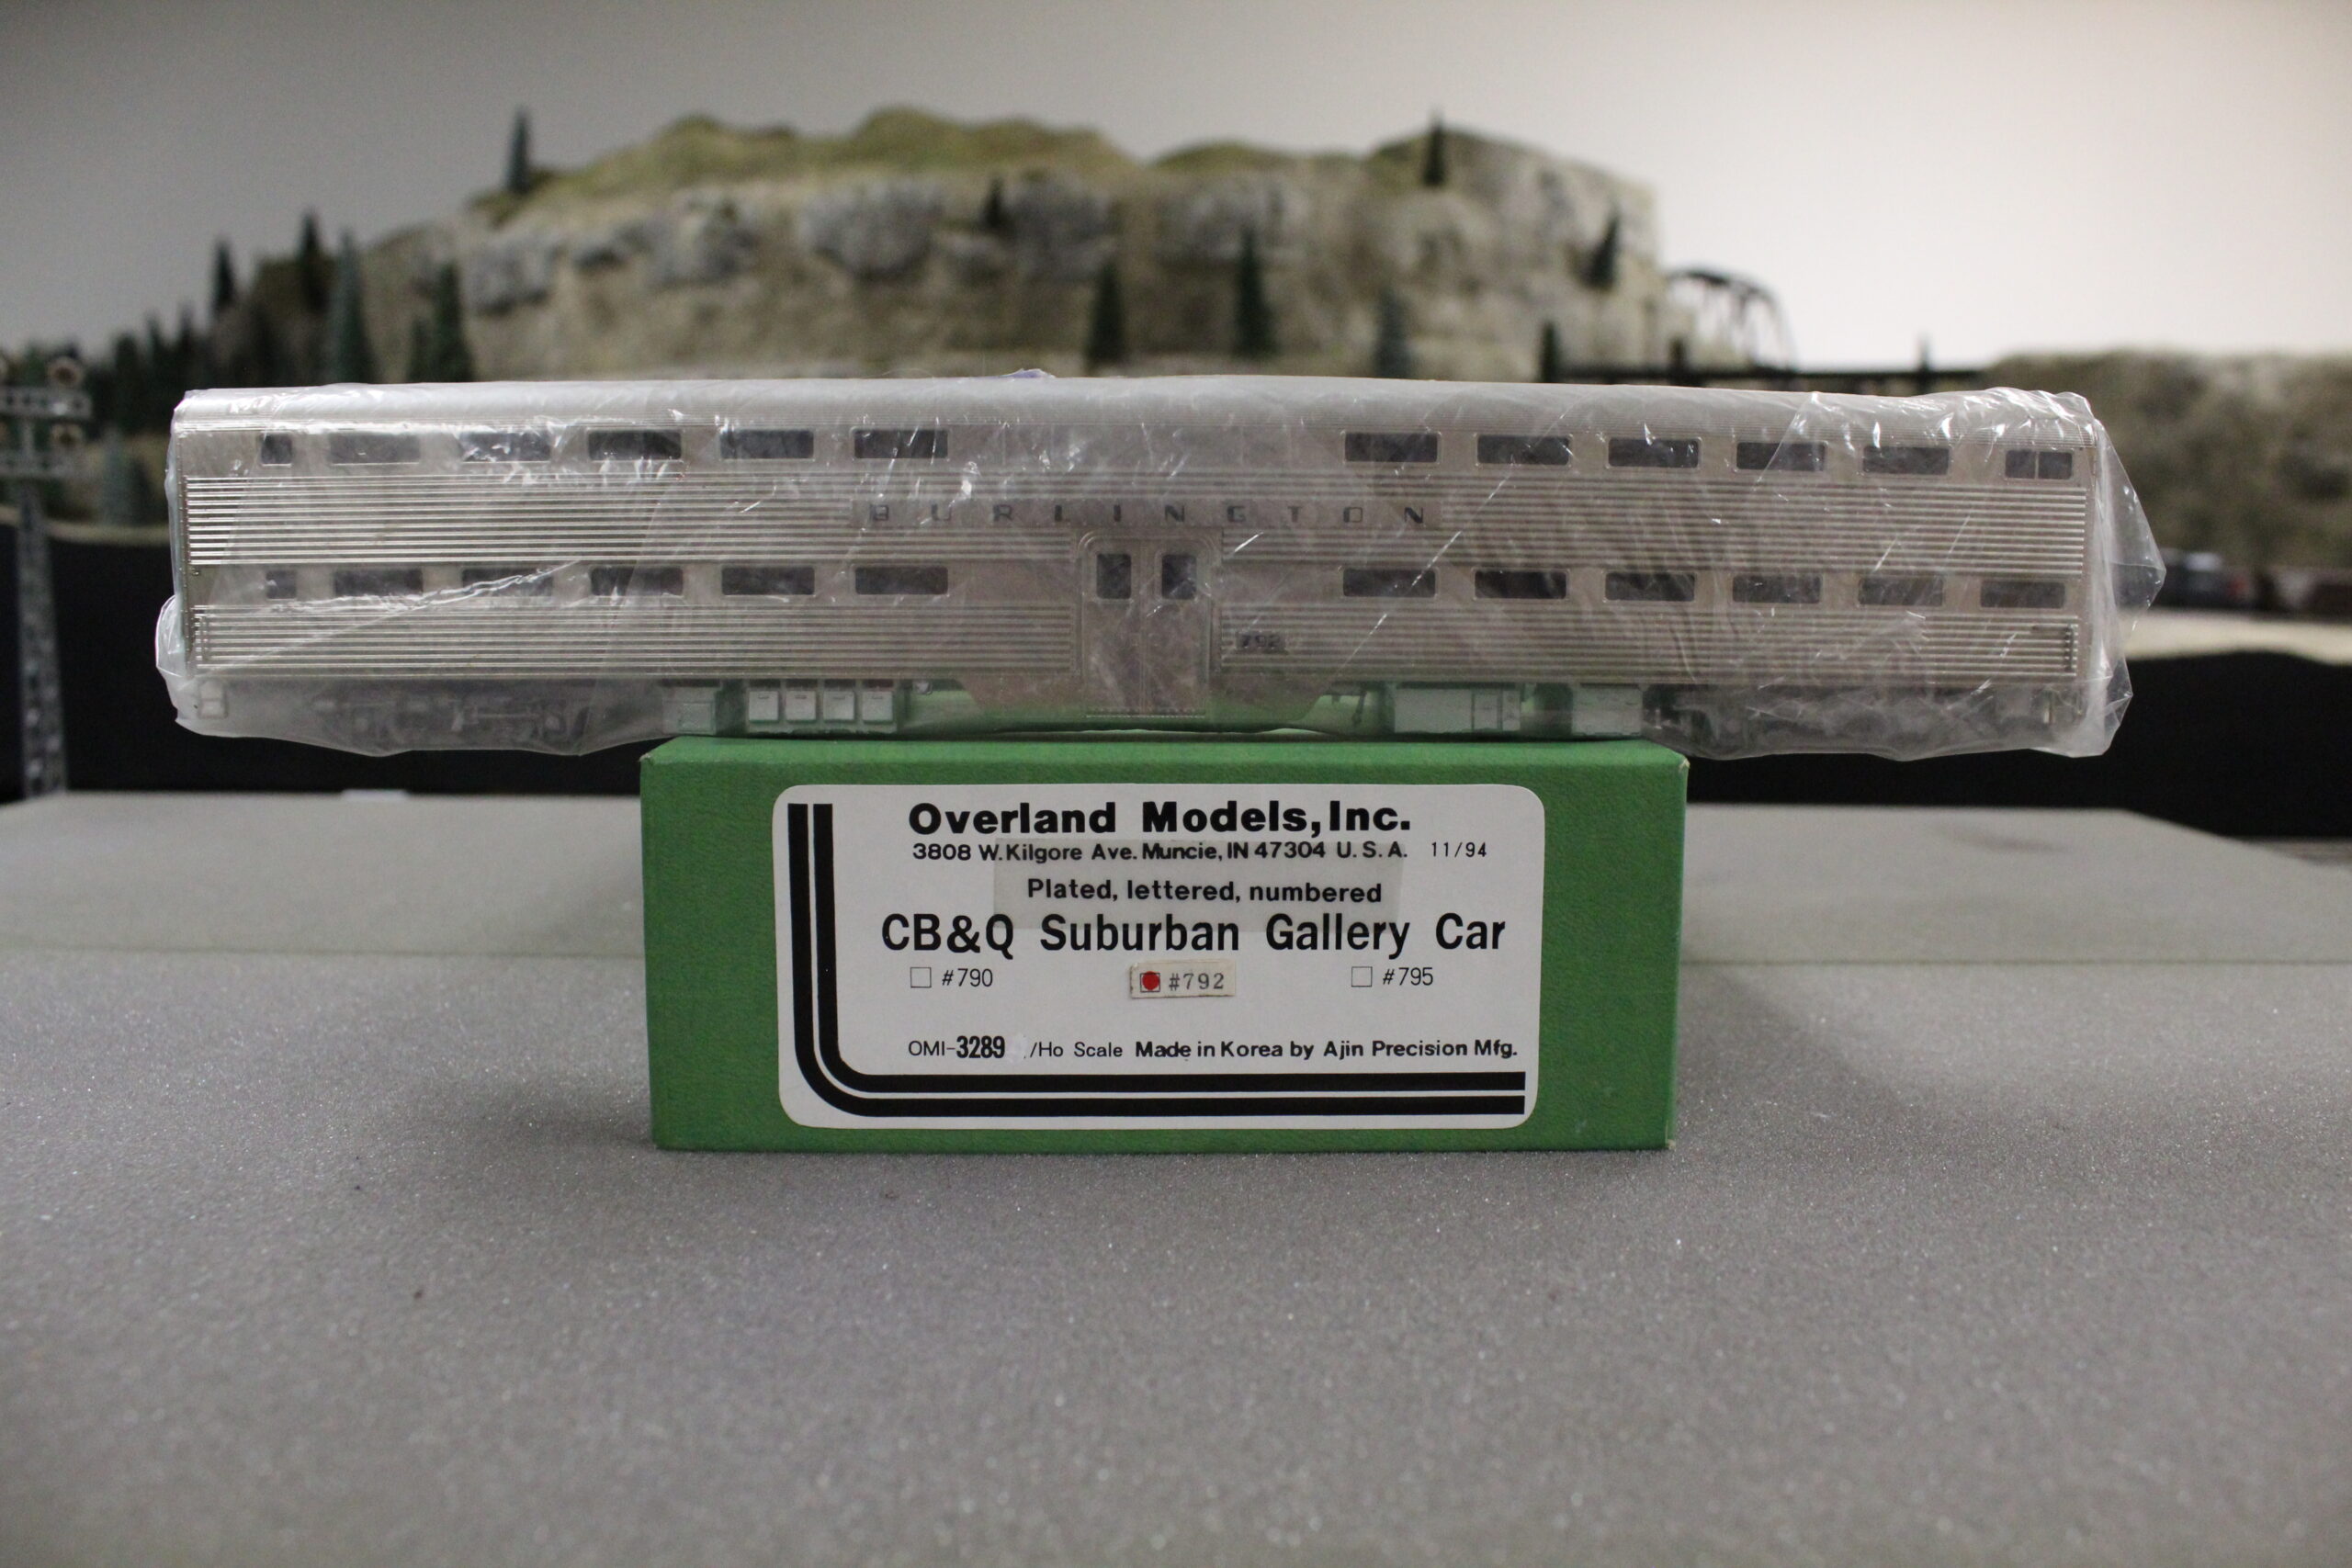 BURLINGTON
792
Overland Models, Inc.
3808 W. Kilgore Ave. Muncie, IN 47304 U.S.A. 11/94
Plated, lettered, numbered
CB&Q Suburban Gallery Car
#790 #792 #795
OMI-3289 /Ho Scale Made in Korea by Ajin Precision Mfg.